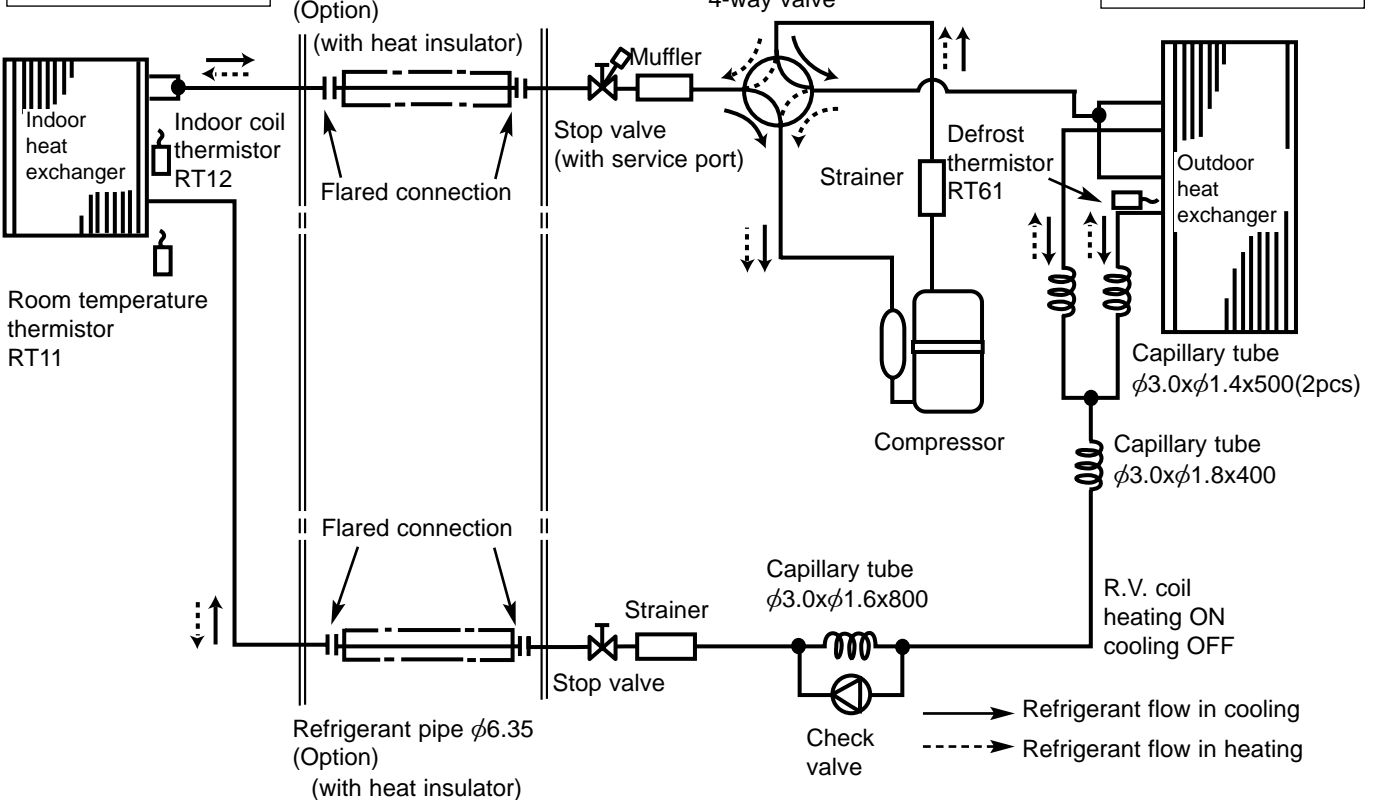 (Option)
(with heat insulator)
4-way valve
Muffler
Indoor
heat
exchanger
Indoor coil
thermistor
RT12
Flared connection
Stop valve
(with service port)
Strainer
Defrost
thermistor
RT61
Outdoor
heat
exchanger
Room temperature
thermistor
RT11
Compressor
Capillary tube
ϕ3.0xϕ1.4x500(2pcs)
Capillary tube
ϕ3.0xϕ1.8x400
Flared connection
Capillary tube
ϕ3.0xϕ1.6x800
Strainer
R.V. coil
heating ON
cooling OFF
Stop valve
Refrigerant pipe ϕ6.35
(Option)
(with heat insulator)
Check
valve
Refrigerant flow in cooling
Refrigerant flow in heating